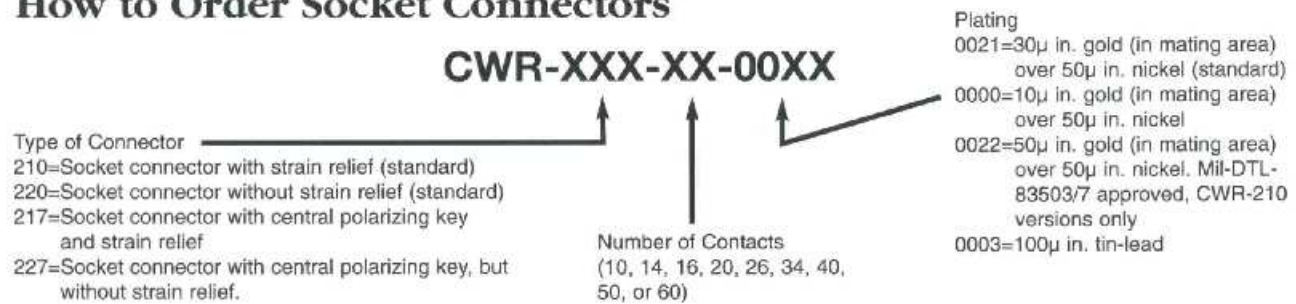 How to Order Socket Connectors
CWR-XXX-XX-00XX
Type of Connector
210=Socket connector with strain relief (standard)
220=Socket connector without strain relief (standard)
217=Socket connector with central polarizing key
and strain relief
227=Socket connector with central polarizing key, but
without strain relief.
Number of Contacts
(10, 14, 16, 20, 26, 34, 40,
50, or 60)
Plating
0021=30µ in. gold (in mating area)
over 50µ in. nickel (standard)
0000=10µ in. gold (in mating area)
over 50µ in. nickel
0022=50µ in. gold (in mating area)
over 50µ in. nickel. Mil-DTL-
83503/7 approved, CWR-210
versions only
0003=100µ in. tin-lead